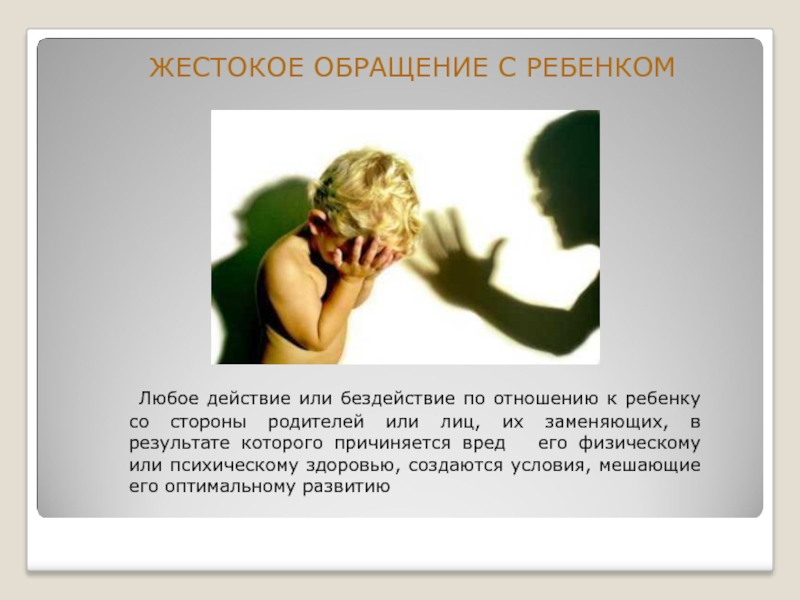 ЖЕСТОКОЕ ОБРАЩЕНИЕ С РЕБЕНКОМ
Любое действие или бездействие по отношению к ребенку
со стороны родителей или лиц, их заменяющих, в
результате которого причиняется вред его физическому
или психическому здоровью, создаются условия, мешающие
его оптимальному развитию